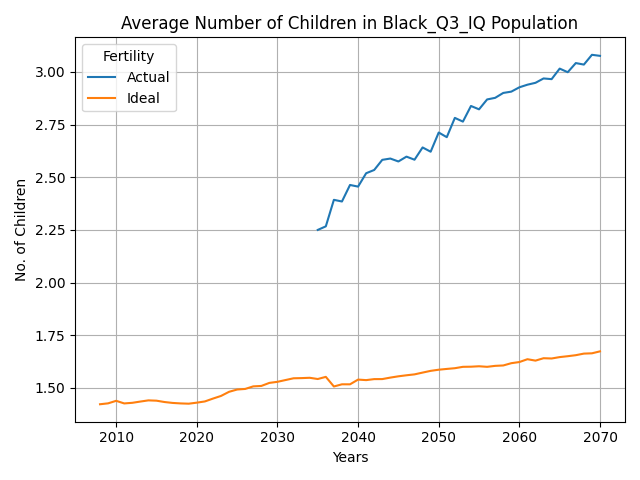 Average Number of Children in Black_Q3_IQ Population
Fertility
Actual
Ideal
No. of Children
3.00
2.75
2.50
2.25
2.00
1.75
1.50
2010 2020 2030 2040 2050 2060 2070
Years